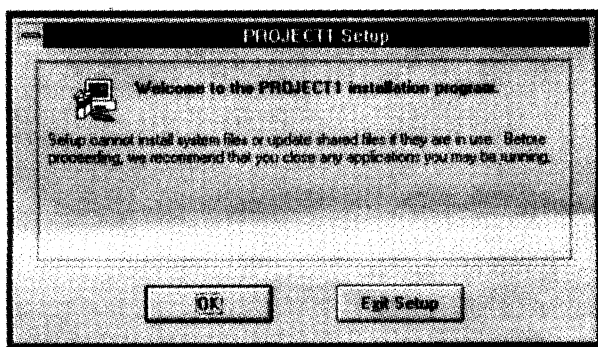 PROJECT1 Setup
Welcome to the PROJECT1 installation program.
Setup cannot install system files or update shared files if they are in use. Before
proceeding, we recommend that you close any applications you may be running.
OK
Exit Setup